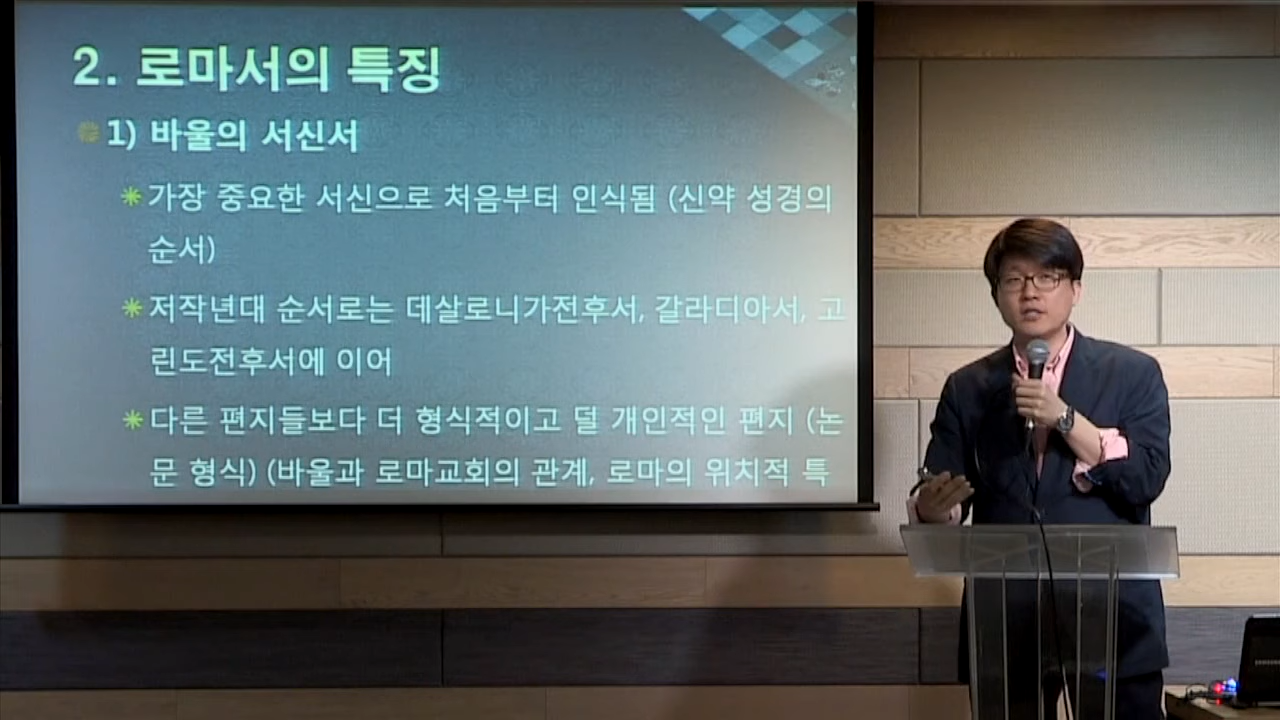 2. 로마서의 특징
1) 바울의 서신서
가장 중요한 서신으로 처음부터 인식됨 (신약 성경의
순서)
저작년대 순서로는 데살로니가전후서, 갈라디아서, 고
린도전후서에 이어
다른 편지들보다 더 형식적이고 덜 개인적인 편지 (논
문 형식) (바울과 로마교회의 관계, 로마의 위치적 특